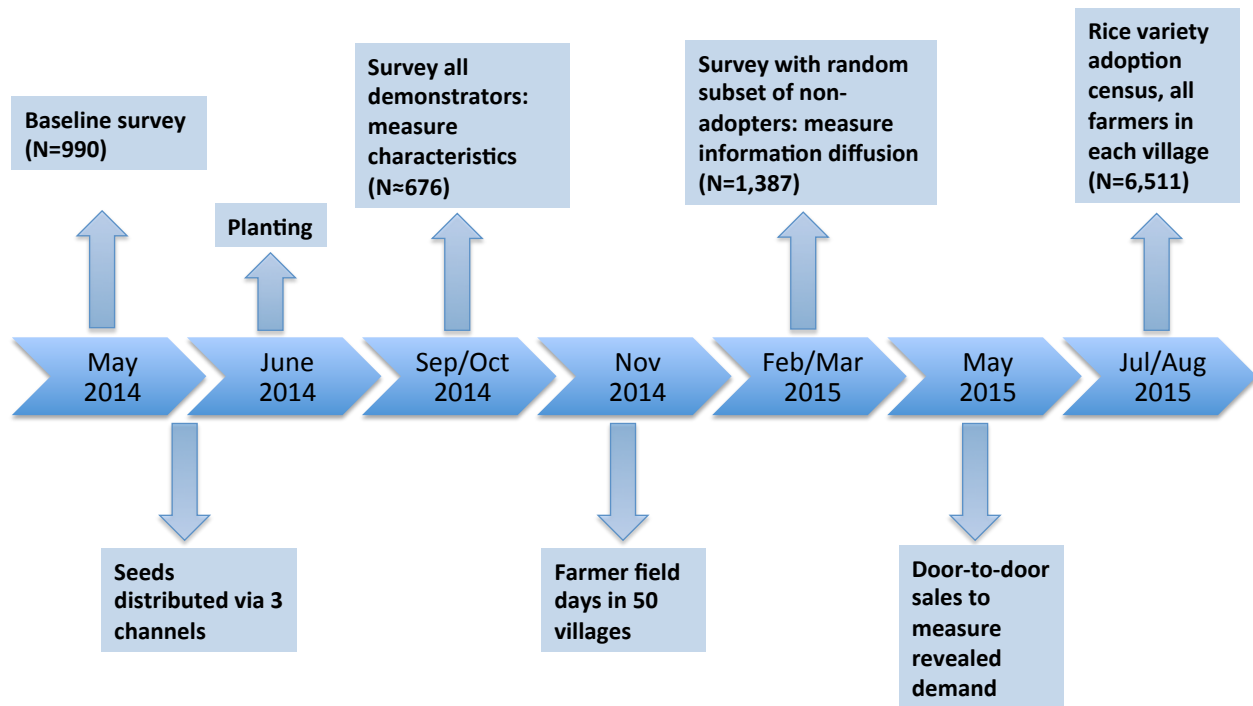 Baseline survey
(N=990)
Planting
Survey all
demonstrators:
measure
characteristics
(N≈676)
Survey with random
subset of non-
adopters: measure
information diffusion
(N=1,387)
Rice variety
adoption
census, all
farmers in
each village
(N=6,511)
May
2014
June
2014
Sep/Oct
2014
Nov
2014
Feb/Mar
2015
May
2015
Jul/Aug
2015
Seeds
distributed via 3
channels
Farmer field
days in 50
villages
Door-to-door
sales to
measure
revealed
demand